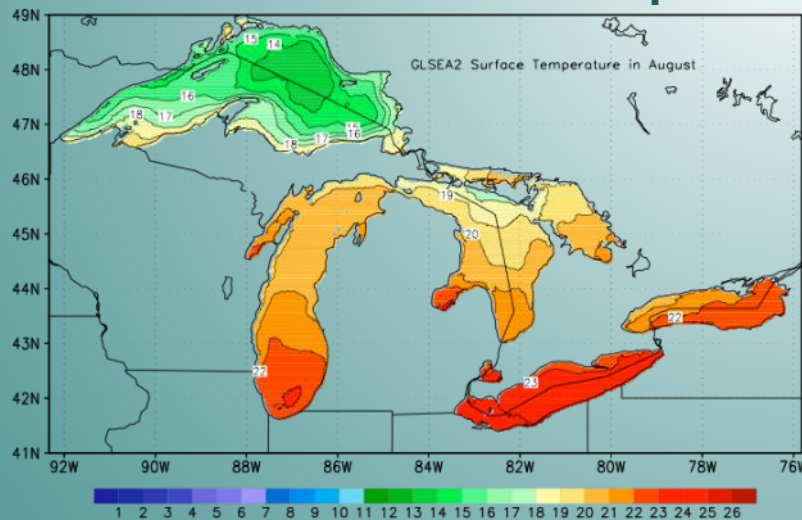 49N
15
14
GLSEA2 Surface Temperature in August
48N
16
17
18
47N
16
17
18
46N
19
45N
20
44N
22
43N
22
23
42N
41N
92W 90W 88W 86W 84W 82W 80W 78W 76W
1 2 3 4 5 6 7 8 9 10 11 12 13 14 15 16 17 18 19 20 21 22 23 24 25 26